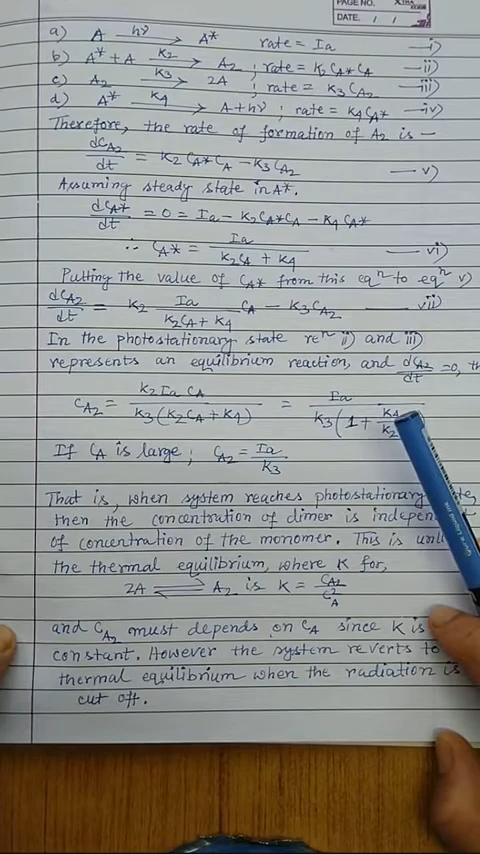 PAGE NO.
DATE. / /
a) A —hν→ A* rate = Ia —i)
b) A* + A —K2→ A2 ; rate = K2 CA* CA —ii)
c) A2 —K3→ 2A ; rate = K3 CA2 —iii)
d) A* —K4→ A + hν ; rate = K4 CA* —iv)
Therefore, the rate of formation of A2 is —
dCA2/dt = K2 CA* CA - K3 CA2 —v)
Assuming steady state in A*.
dCA*/dt = 0 = Ia - K2 CA* CA - K4 CA*
∴ CA* = Ia/(K2 CA + K4) —vi)
Putting the value of CA* from this eqn to eqn v)
dCA2/dt = K2 Ia/(K2 CA + K4) CA - K3 CA2 —vii)
In the photostationary state ren ii) and iii)
represents an equilibrium reaction, and dCA2/dt = 0,
CA2 = K2 Ia CA/(K3 (K2 CA + K4)) = Ia/(K3 (1 + K4/K2
If CA is large; CA2 = Ia/K3
That is, when system reaches photostationary
then the concentration of dimer is
of concentration of the monomer. This is
the thermal equilibrium, where K for,
2A ⇌ A2 is K = CA2/C²A
and CA2 must depends on CA since K is
constant. However the system reverts to
thermal equilibrium when the radiation is
cut off.